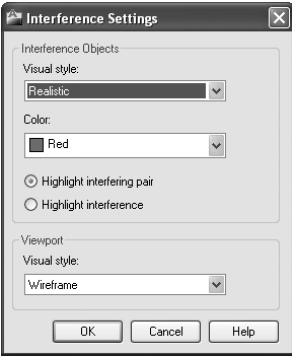 Interference Settings
Interference Objects
Visual style:
Realistic
Color:
Red
Highlight interfering pair
Highlight interference
Viewport
Visual style:
Wireframe
OK Cancel Help